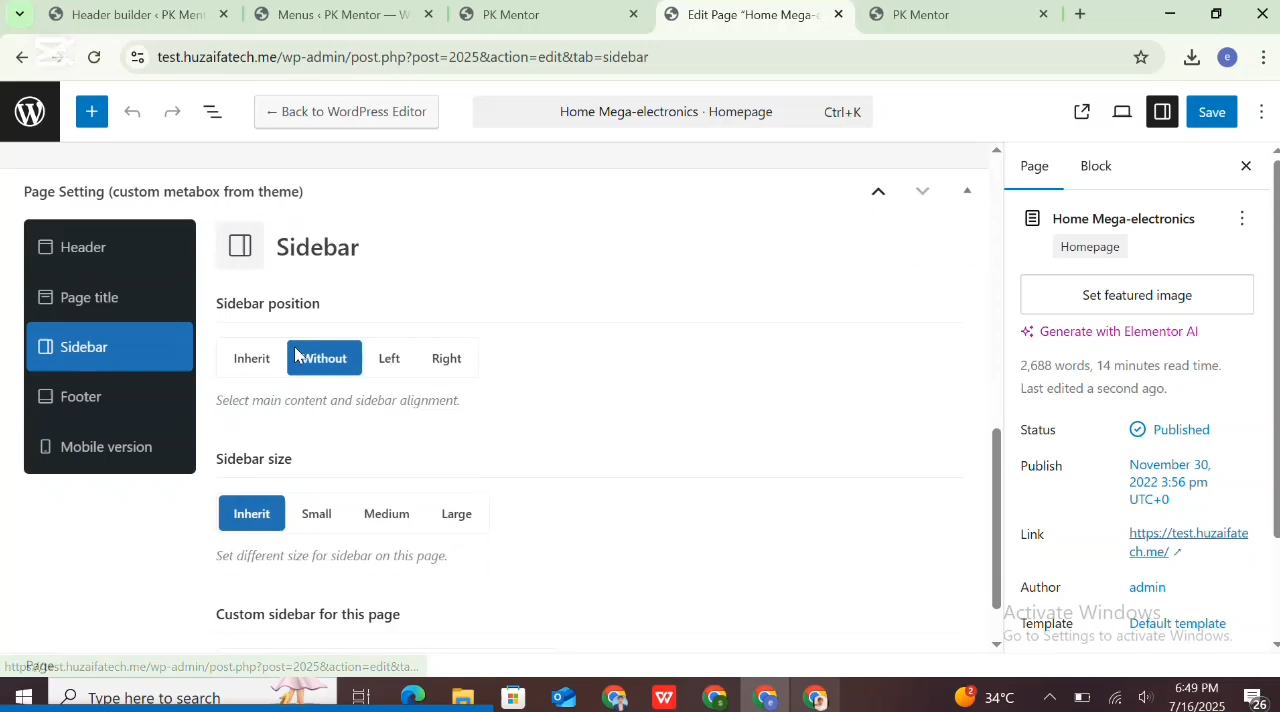 Header builder ‹ PK Ment
Menus ‹ PK Mentor — W
PK Mentor
Edit Page "Home Mega-e
PK Mentor
test.huzaifatech.me/wp-admin/post.php?post=2025&action=edit&tab=sidebar
e
← Back to WordPress Editor
Home Mega-electronics · Homepage
Ctrl+K
Save
Page Setting (custom metabox from theme)
Header
Page title
Sidebar
Footer
Mobile version
Sidebar
Sidebar position
Inherit
Without
Left
Right
Select main content and sidebar alignment.
Sidebar size
Inherit
Small
Medium
Large
Set different size for sidebar on this page.
Custom sidebar for this page
Page
Block
Home Mega-electronics
Homepage
Set featured image
Generate with Elementor AI
2,688 words, 14 minutes read time.
Last edited a second ago.
Status
Published
Publish
November 30,
2022 3:56 pm
UTC+0
Link
https://test.huzaifate
ch.me/ ↗
Author
admin
Template
Default template
Activate Windows
Go to Settings to activate Windows.
Page
Type here to search
34°C
6:49 PM
7/16/2025
26